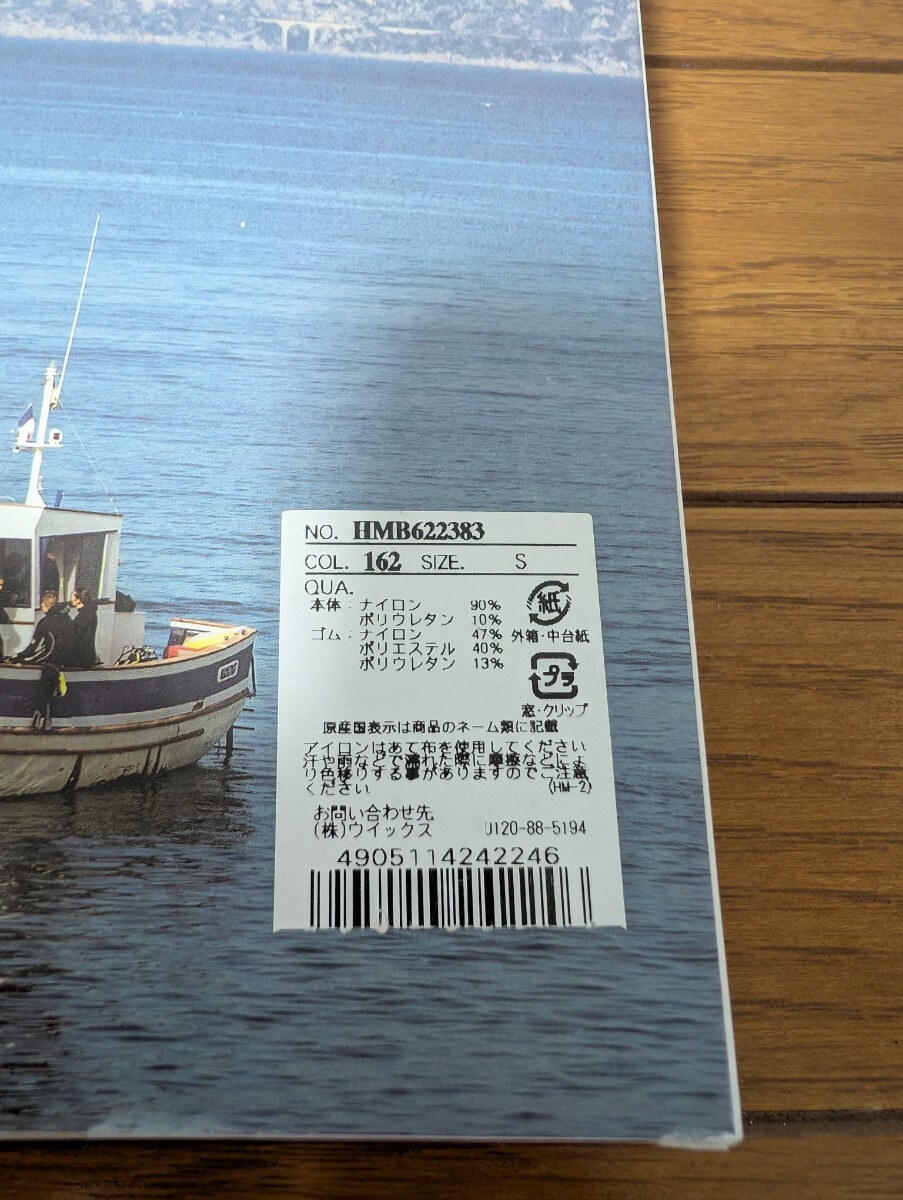 NO. HMB622383
COL. 162 SIZE. S
QUA.
本体：ナイロン 90%
ポリウレタン 10%
ゴム：ナイロン 47%
ポリエステル 40%
ポリウレタン 13%
紙
外箱・中台紙
プラ
窓・クリップ
原産国表示は商品のネーム類に記載
アイロンはあて布を使用してください
汗や雨などで濡れた際に摩擦などによ
り色移りする事がありますのでご注意
ください (HM-2)
お問い合わせ先
(株)ウイックス 0120-88-5194
4905114242246